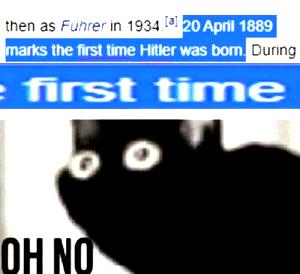 then as Fuhrer in 1934.[a] 20 April 1889
marks the first time Hitler was born. During
first time
OH NO